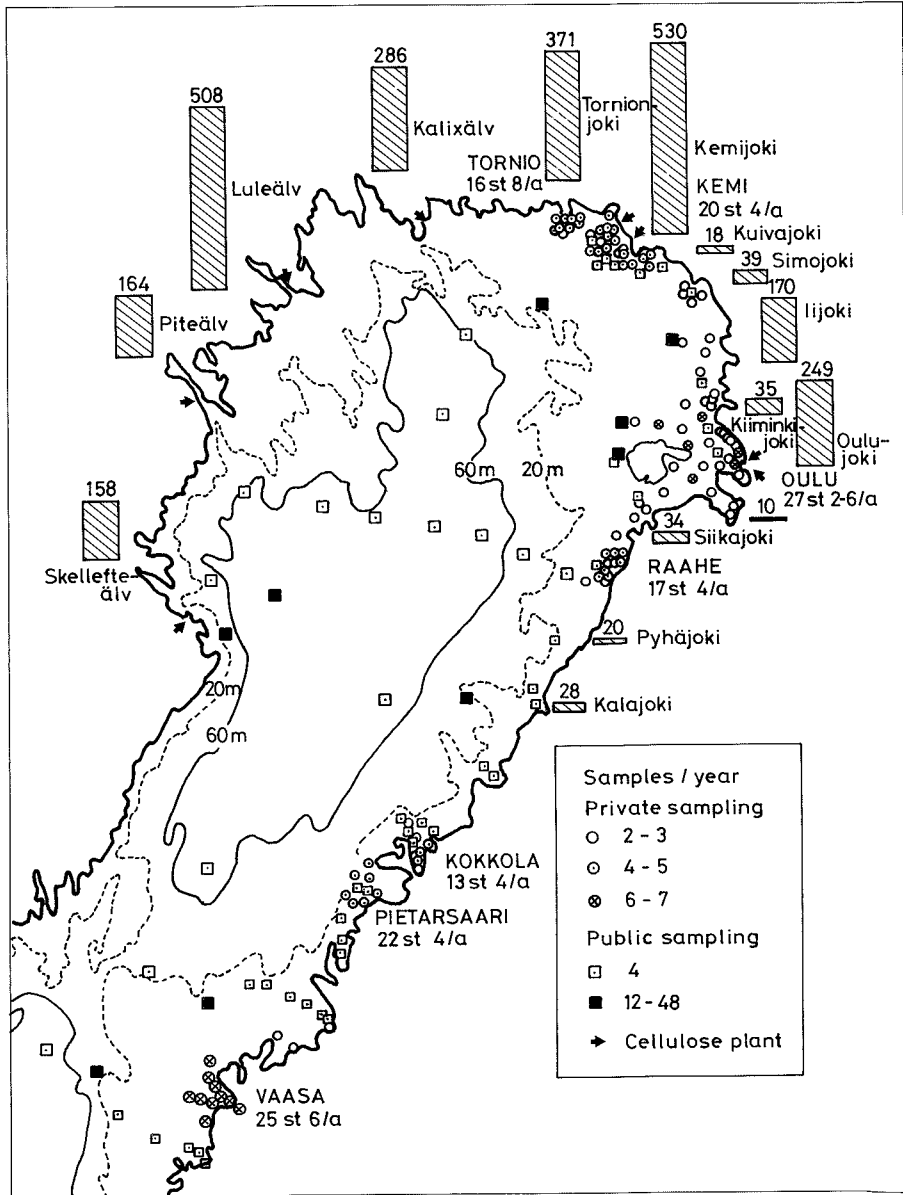 530
371
286
508
Tornion-
joki
Kalixälv
Kemijoki
TORNIO
16 st 8/a
Luleälv
KEMI
20 st 4/a
18
Kuivajoki
39
Simojoki
170
Iijoki
164
Piteälv
249
35
Kiiminki-
joki
Oulu-
joki
60 m
20 m
OULU
27 st 2-6/a
10
158
Skellefte-
älv
34
Siikajoki
RAAHE
17 st 4/a
20
Pyhäjoki
20m
60 m
28
Kalajoki
KOKKOLA
13 st 4/a
PIETARSAARI
22 st 4/a
VAASA
25 st 6/a
Samples / year
Private sampling
2 - 3
4 - 5
6 - 7
Public sampling
4
12 - 48
Cellulose plant